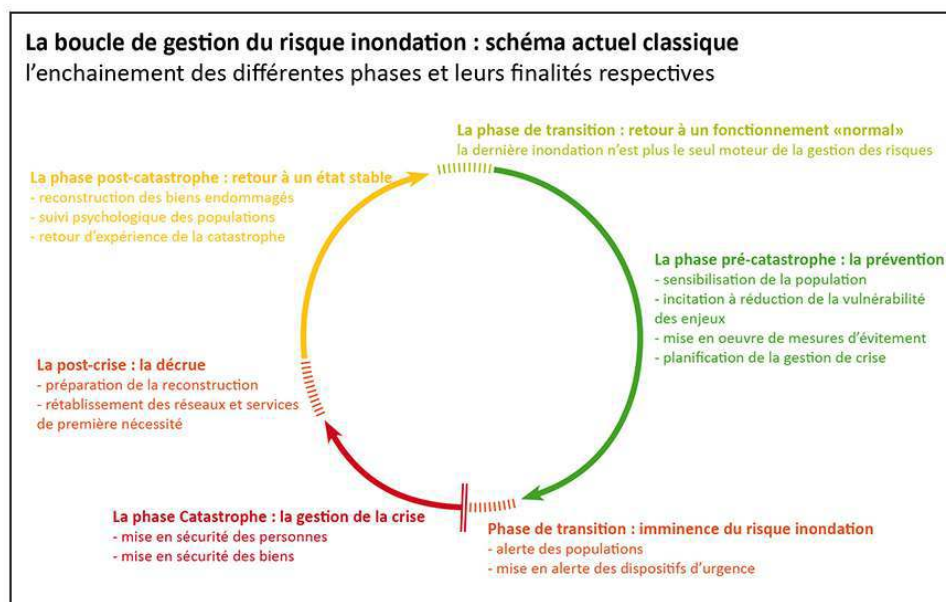 La boucle de gestion du risque inondation : schéma actuel classique
l’enchainement des différentes phases et leurs finalités respectives
La phase de transition : retour à un fonctionnement «normal»
la dernière inondation n’est plus le seul moteur de la gestion des risques
La phase post-catastrophe : retour à un état stable
- reconstruction des biens endommagés
- suivi psychologique des populations
- retour d’expérience de la catastrophe
La phase pré-catastrophe : la prévention
- sensibilisation de la population
- incitation à réduction de la vulnérabilité
des enjeux
- mise en oeuvre de mesures d’évitement
- planification de la gestion de crise
La post-crise : la décrue
- préparation de la reconstruction
- rétablissement des réseaux et services
de première nécessité
La phase Catastrophe : la gestion de la crise
- mise en sécurité des personnes
- mise en sécurité des biens
Phase de transition : imminence du risque inondation
- alerte des populations
- mise en alerte des dispositifs d’urgence